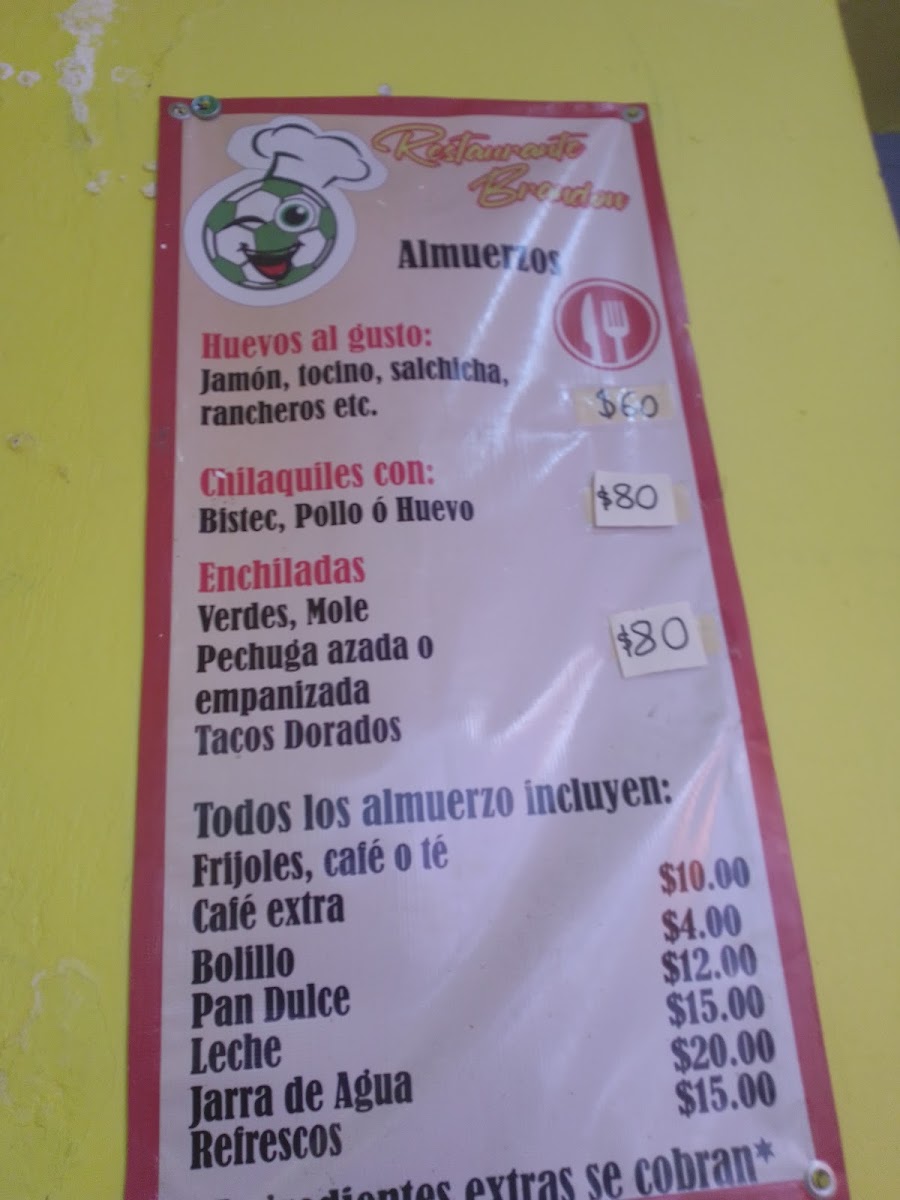 Restaurante
Brandon
Almuerzos
Huevos al gusto:
Jamón, tocino, salchicha,
rancheros etc. $60
Chilaquiles con:
Bistec, Pollo ó Huevo $80
Enchiladas
Verdes, Mole
Pechuga azada o $80
empanizada
Tacos Dorados
Todos los almuerzo incluyen:
Frijoles, café o té
Café extra $10.00
Bolillo $4.00
Pan Dulce $12.00
Leche $15.00
Jarra de Agua $20.00
Refrescos $15.00
extras se cobran*